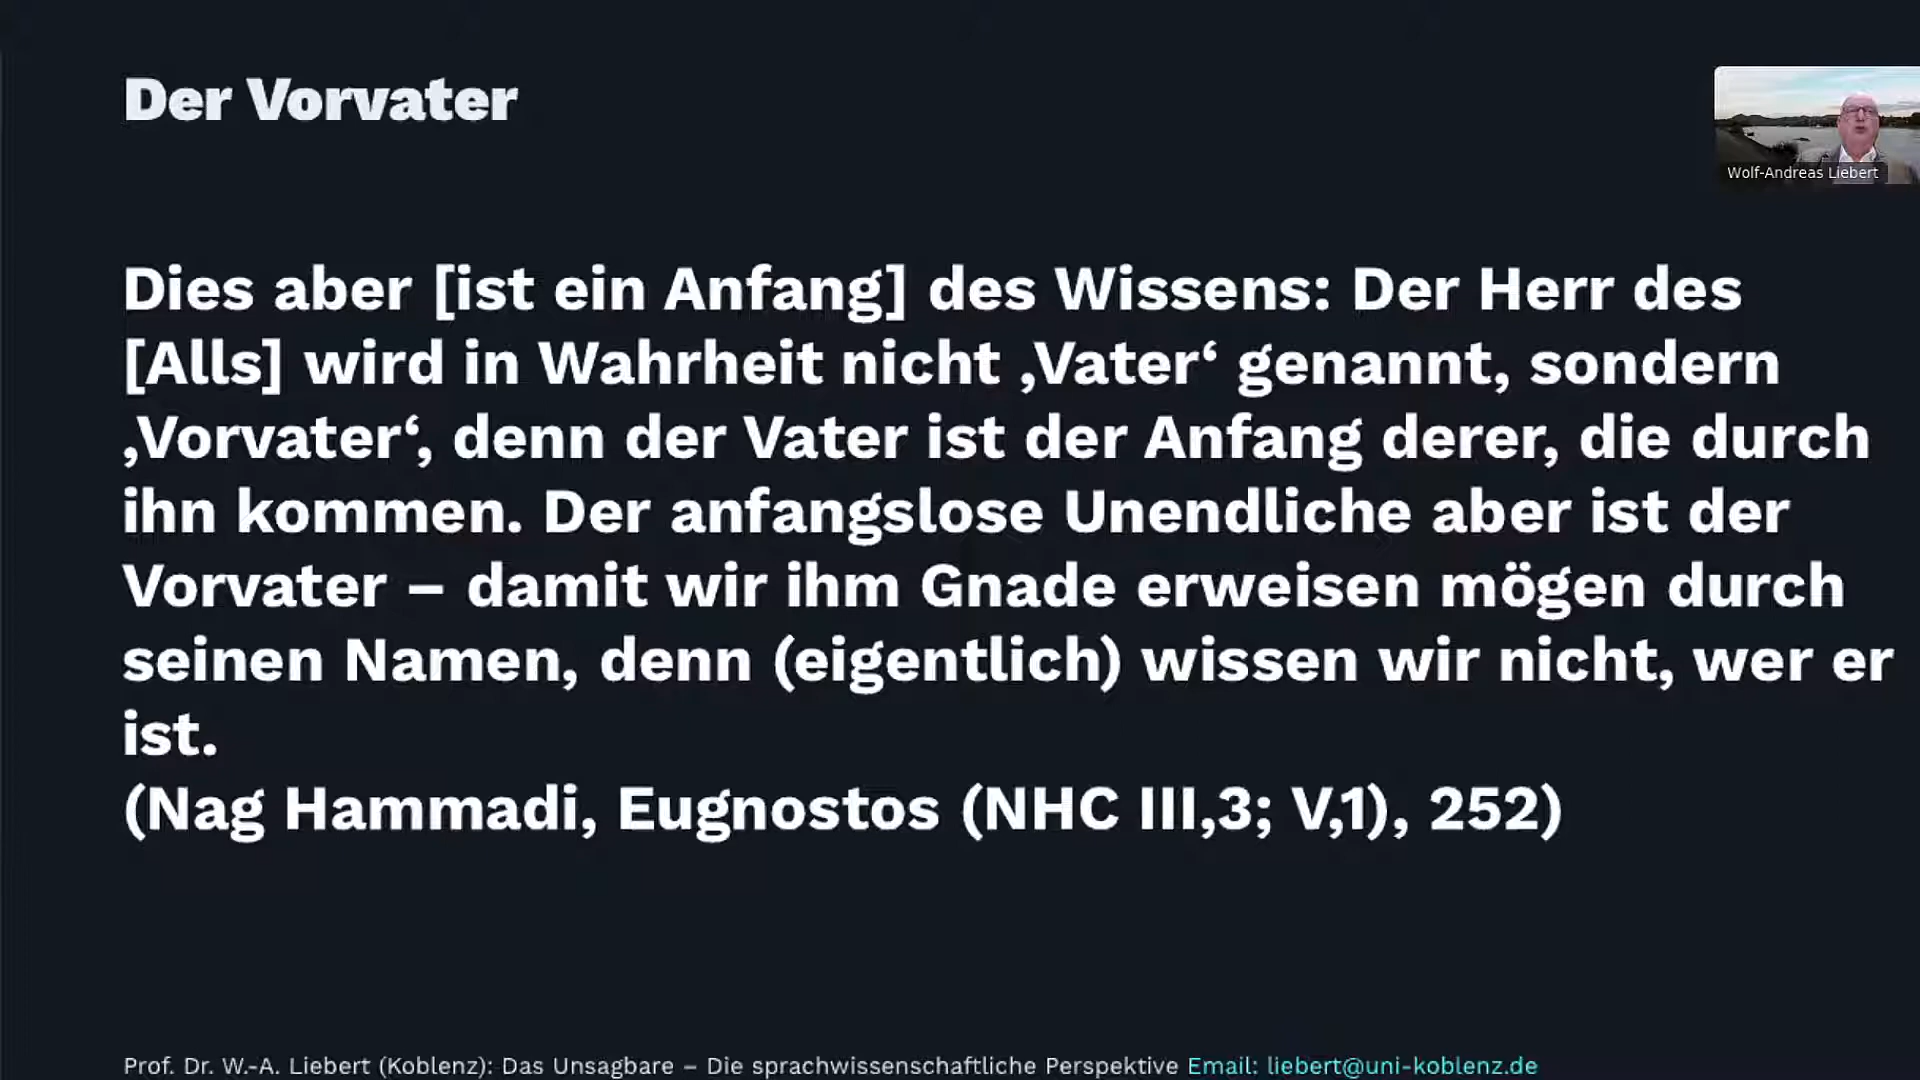 Der Vorvater
Wolf-Andreas Liebert
Dies aber [ist ein Anfang] des Wissens: Der Herr des
[Alls] wird in Wahrheit nicht ‚Vater‘ genannt, sondern
‚Vorvater‘, denn der Vater ist der Anfang derer, die durch
ihn kommen. Der anfangslose Unendliche aber ist der
Vorvater – damit wir ihm Gnade erweisen mögen durch
seinen Namen, denn (eigentlich) wissen wir nicht, wer er
ist.
(Nag Hammadi, Eugnostos (NHC III,3; V,1), 252)
Prof. Dr. W.-A. Liebert (Koblenz): Das Unsagbare – Die sprachwissenschaftliche Perspektive Email: liebert@uni-koblenz.de